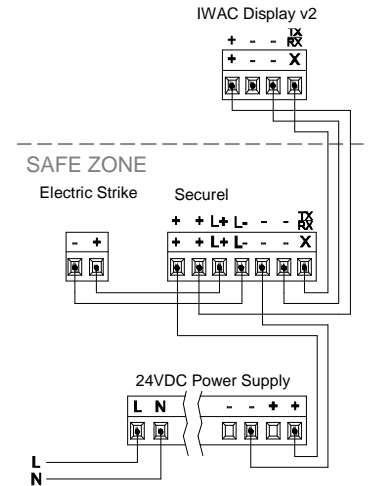 IWAC Display v2
TX
+ - - RX
+ - - X
SAFE ZONE
Electric Strike Securel
TX
+ + L+ L- - - RX
- + + + L+ L- - - X
24VDC Power Supply
L N - - + +
L
N